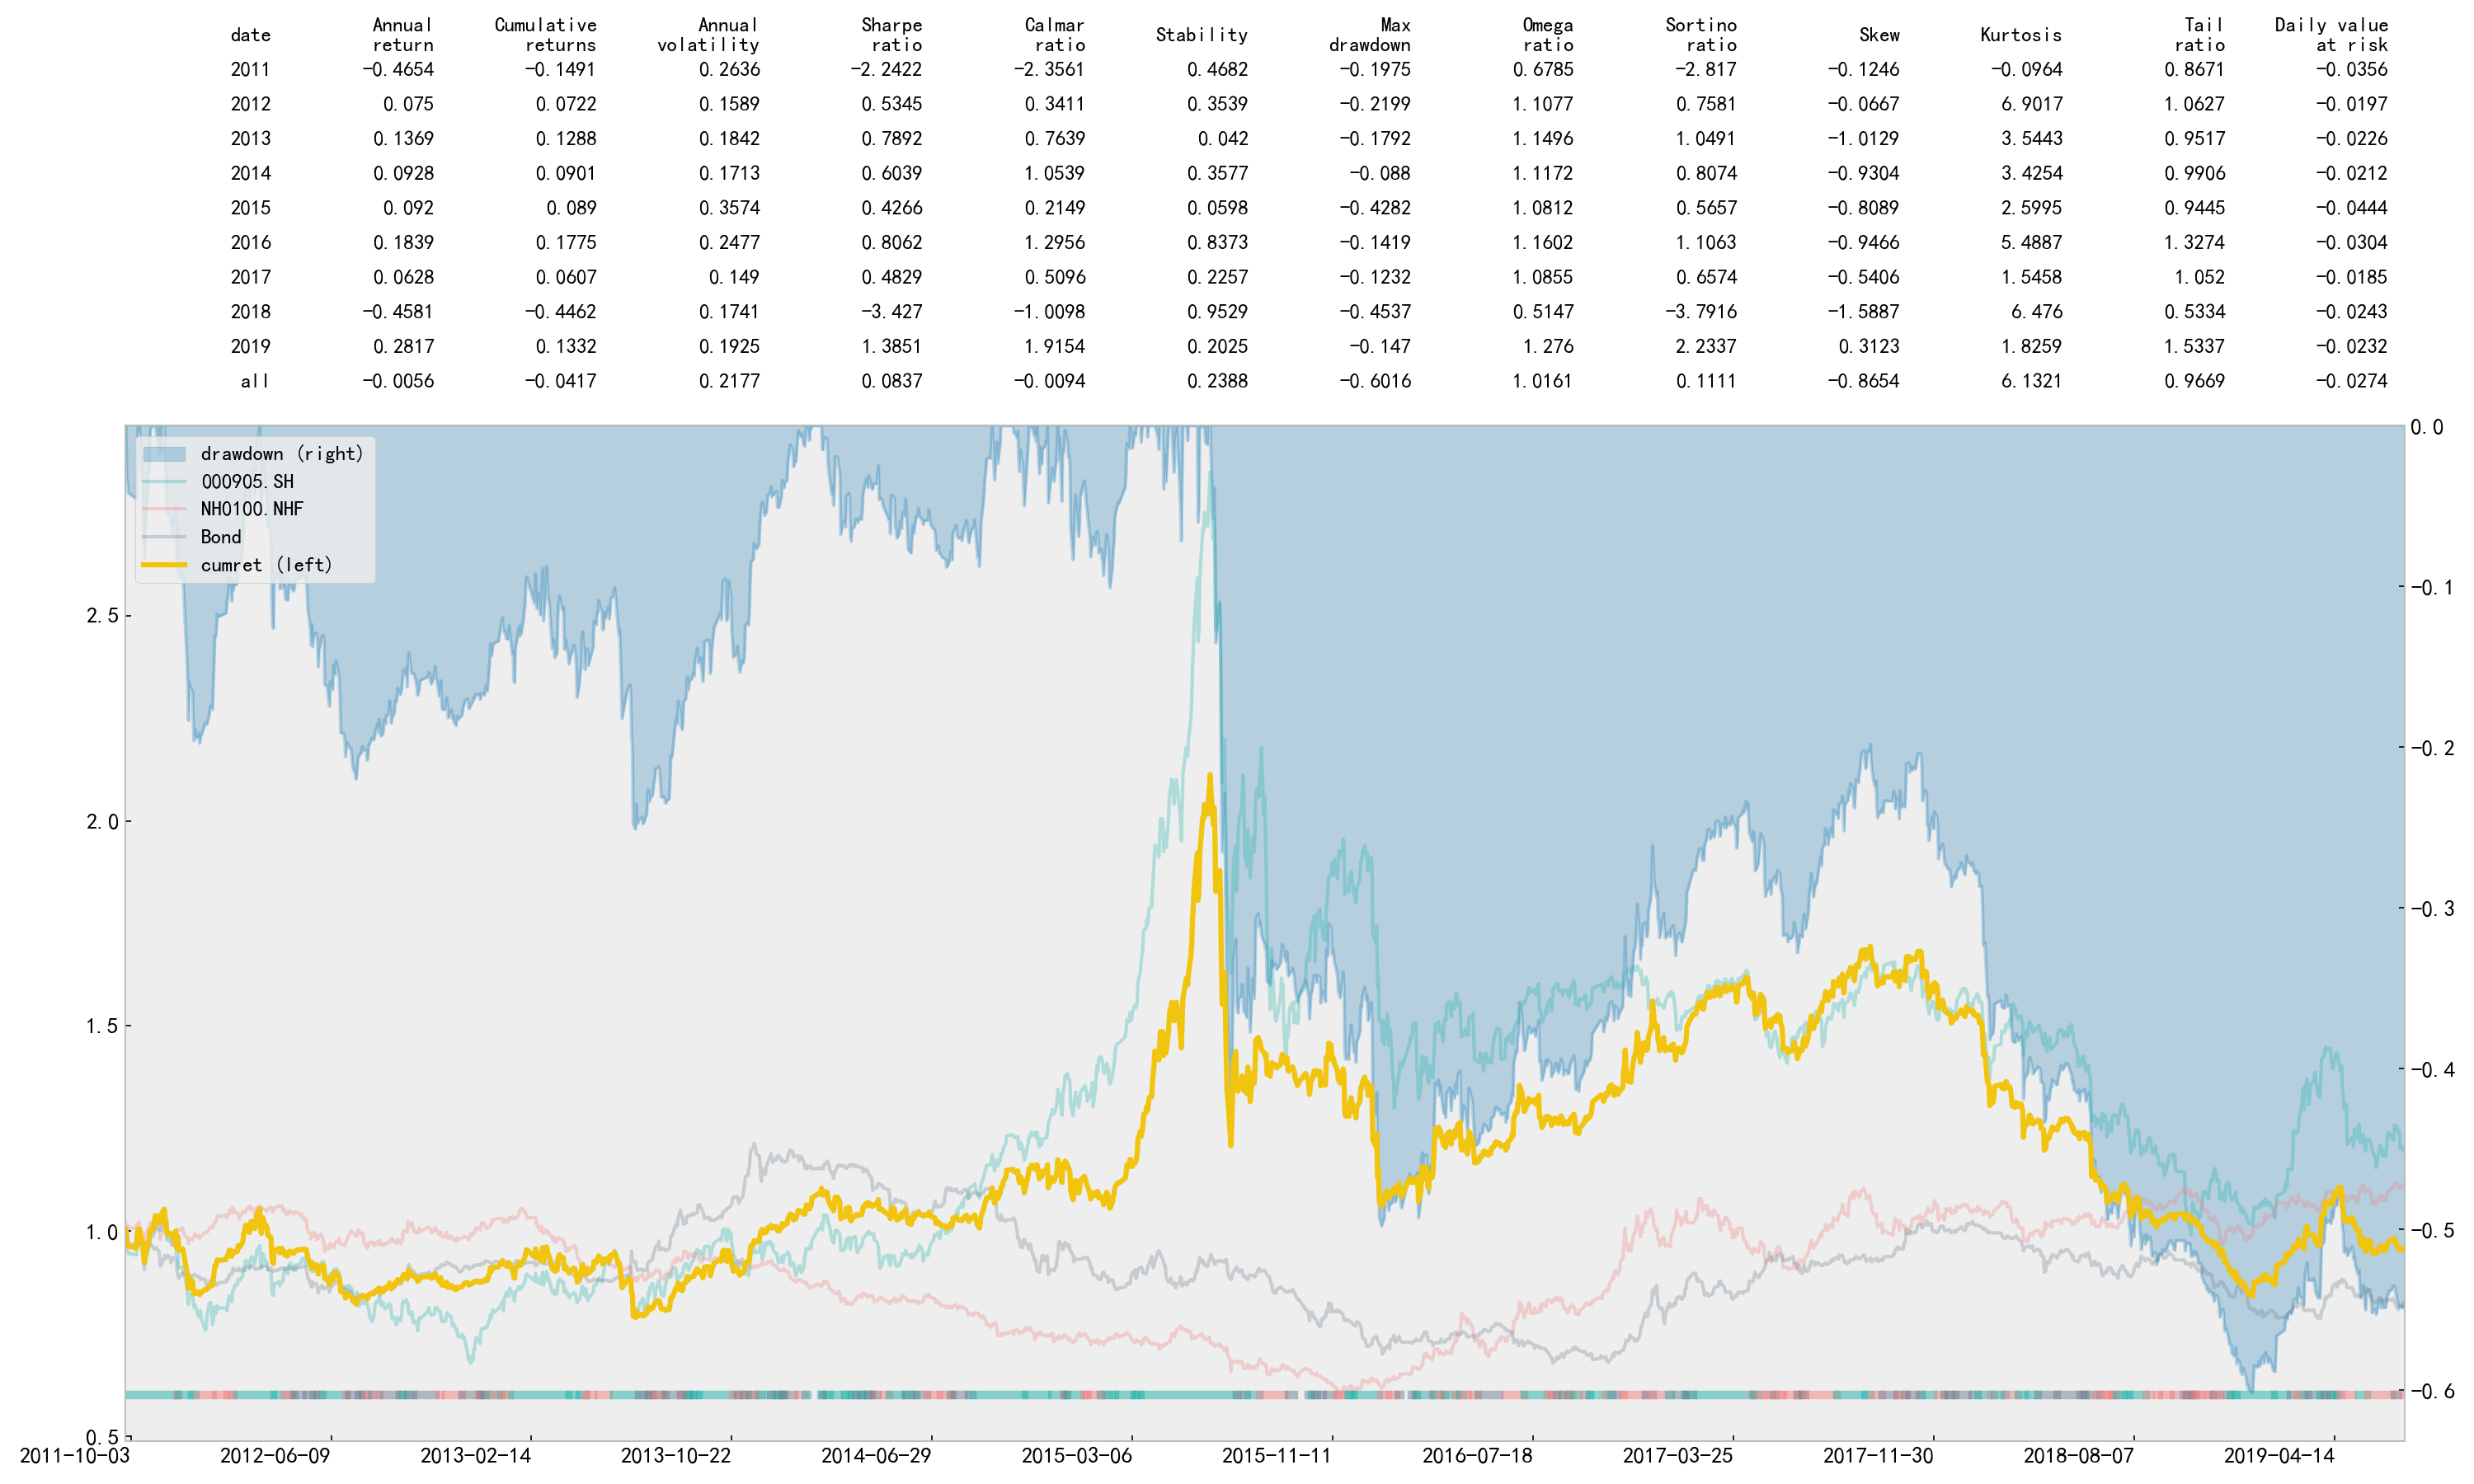 date Annual return Cumulative returns Annual volatility Sharpe ratio Calmar ratio Stability Max drawdown Omega ratio Sortino ratio Skew Kurtosis Tail ratio Daily value at risk
2011 -0.4654 -0.1491 0.2636 -2.2422 -2.3561 0.4682 -0.1975 0.6785 -2.817 -0.1246 -0.0964 0.8671 -0.0356
2012 0.075 0.0722 0.1589 0.5345 0.3411 0.3539 -0.2199 1.1077 0.7581 -0.0667 6.9017 1.0627 -0.0197
2013 0.1369 0.1288 0.1842 0.7892 0.7639 0.042 -0.1792 1.1496 1.0491 -1.0129 3.5443 0.9517 -0.0226
2014 0.0928 0.0901 0.1713 0.6039 1.0539 0.3577 -0.088 1.1172 0.8074 -0.9304 3.4254 0.9906 -0.0212
2015 0.092 0.089 0.3574 0.4266 0.2149 0.0598 -0.4282 1.0812 0.5657 -0.8089 2.5995 0.9445 -0.0444
2016 0.1839 0.1775 0.2477 0.8062 1.2956 0.8373 -0.1419 1.1602 1.1063 -0.9466 5.4887 1.3274 -0.0304
2017 0.0628 0.0607 0.149 0.4829 0.5096 0.2257 -0.1232 1.0855 0.6574 -0.5406 1.5458 1.052 -0.0185
2018 -0.4581 -0.4462 0.1741 -3.427 -1.0098 0.9529 -0.4537 0.5147 -3.7916 -1.5887 6.476 0.5334 -0.0243
2019 0.2817 0.1332 0.1925 1.3851 1.9154 0.2025 -0.147 1.276 2.2337 0.3123 1.8259 1.5337 -0.0232
all -0.0056 -0.0417 0.2177 0.0837 -0.0094 0.2388 -0.6016 1.0161 0.1111 -0.8654 6.1321 0.9669 -0.0274
drawdown (right)
000905.SH
NH0100.NHF
Bond
cumret (left)
2.5
2.0
1.5
1.0
0.5
0.0
-0.1
-0.2
-0.3
-0.4
-0.5
-0.6
2011-10-03 2012-06-09 2013-02-14 2013-10-22 2014-06-29 2015-03-06 2015-11-11 2016-07-18 2017-03-25 2017-11-30 2018-08-07 2019-04-14